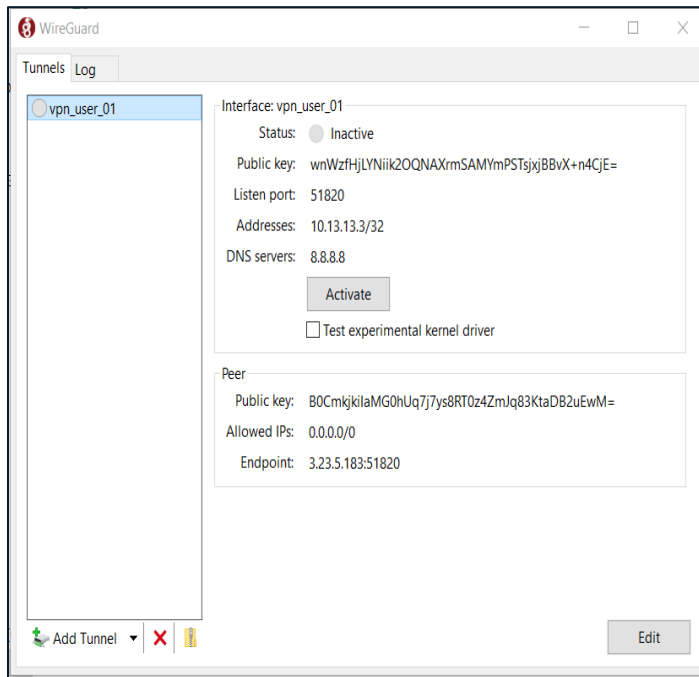 WireGuard
Tunnels Log
vpn_user_01
Interface: vpn_user_01
Status: Inactive
Public key: wnWzfHjLYNiik2OQNAXrmSAMYmPSTsjxjBBvX+n4CjE=
Listen port: 51820
Addresses: 10.13.13.3/32
DNS servers: 8.8.8.8
Activate
Test experimental kernel driver
Peer
Public key: B0CmkjkiIaMG0hUq7j7ys8RT0z4ZmJq83KtaDB2uEwM=
Allowed IPs: 0.0.0.0/0
Endpoint: 3.23.5.183:51820
Add Tunnel
Edit